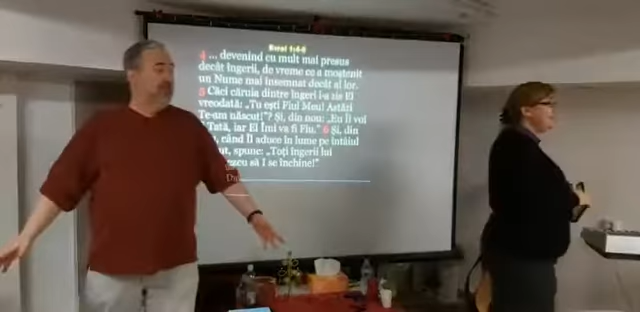 Evrei 1:4-6
4 ... devenind cu mult mai presus
decât îngerii, de vreme ce a moștenit
un Nume mai însemnat decât al lor.
5 Căci căruia dintre îngeri i-a zis El
vreodată: „Tu ești Fiul Meu! Astăzi
Te-am născut!”? Și, din nou: „Eu Îi voi
Tată, iar El Îmi va fi Fiu.” 6 Și, din
, când Îl aduce în lume pe întâiul
spune: „Toți îngerii lui
să I se închine!”